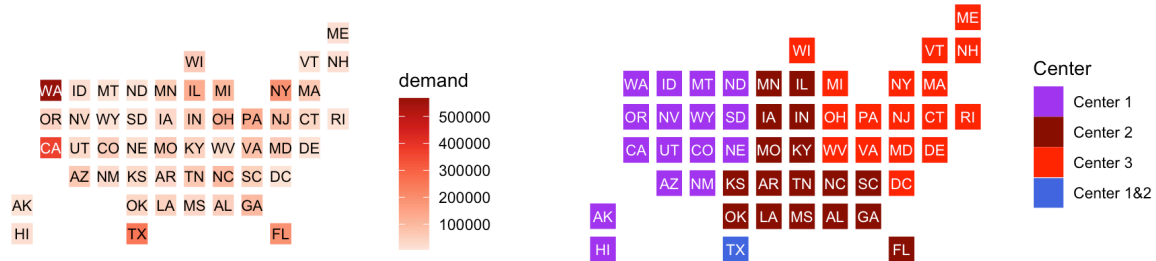 ME
WI VT NH
WA ID MT ND MN IL MI NY MA
OR NV WY SD IA IN OH PA NJ CT RI
CA UT CO NE MO KY WV VA MD DE
AZ NM KS AR TN NC SC DC
AK OK LA MS AL GA
HI TX FL
demand
500000
400000
300000
200000
100000
ME
WI VT NH
WA ID MT ND MN IL MI NY MA
OR NV WY SD IA IN OH PA NJ CT RI
CA UT CO NE MO KY WV VA MD DE
AZ NM KS AR TN NC SC DC
AK OK LA MS AL GA
HI TX FL
Center
Center 1
Center 2
Center 3
Center 1&2